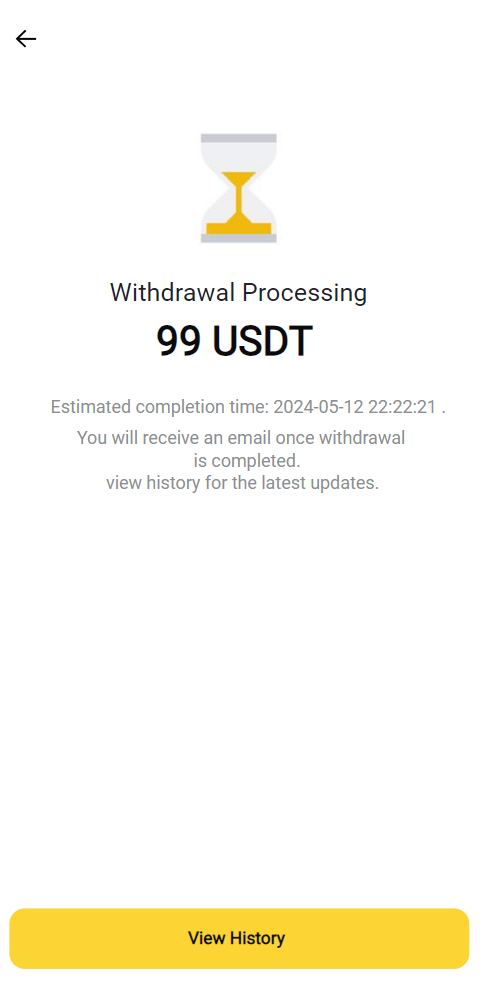 Withdrawal Processing
99 USDT
Estimated completion time: 2024-05-12 22:22:21 .
You will receive an email once withdrawal
is completed.
view history for the latest updates.
View History